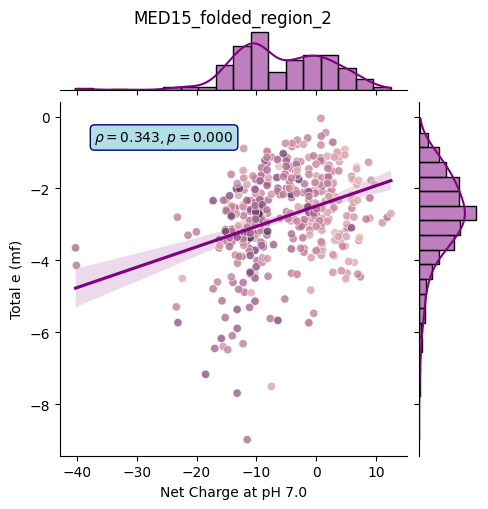 MED15_folded_region_2
ρ = 0.343, p = 0.000
Total e (mf)
0
−2
−4
−6
−8
−40
−30
−20
−10
0
10
Net Charge at pH 7.0